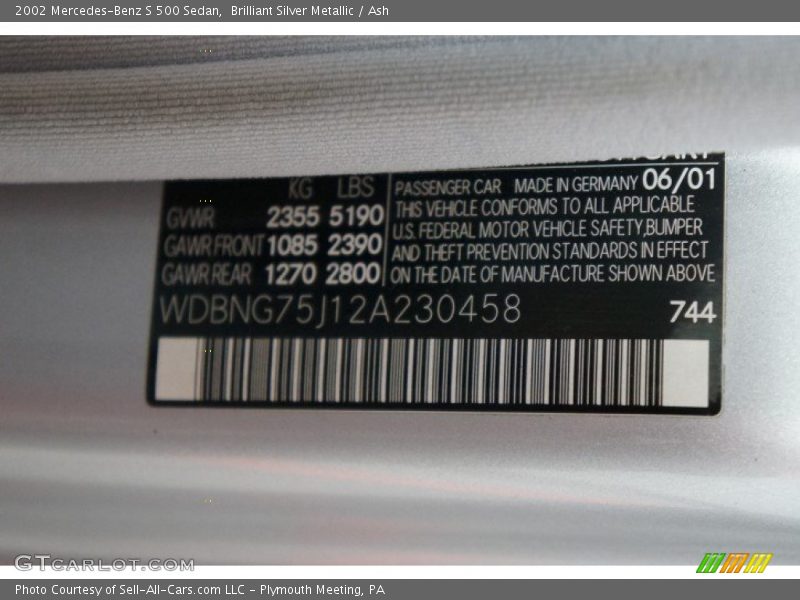 2002 Mercedes-Benz S 500 Sedan,  Brilliant Silver Metallic / Ash
KG LBS
GVWR 2355 5190
GAWR FRONT 1085 2390
GAWR REAR 1270 2800
PASSENGER CAR MADE IN GERMANY 06/01
THIS VEHICLE CONFORMS TO ALL APPLICABLE
U.S. FEDERAL MOTOR VEHICLE SAFETY,BUMPER
AND THEFT PREVENTION STANDARDS IN EFFECT
ON THE DATE OF MANUFACTURE SHOWN ABOVE
WDBNG75J12A230458 744
GTCARLOT.COM
Photo Courtesy of Sell-All-Cars.com LLC - Plymouth Meeting, PA